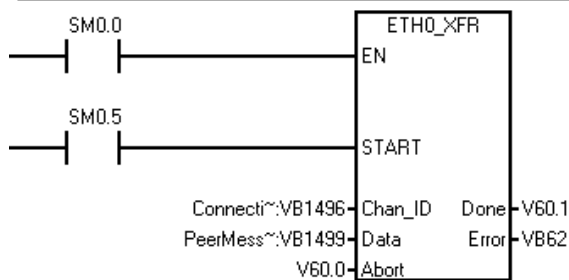 SM0.0
ETH0_XFR
EN
SM0.5
START
Connecti~:VB1496 Chan_ID Done V60.1
PeerMess~:VB1499 Data Error VB62
V60.0 Abort